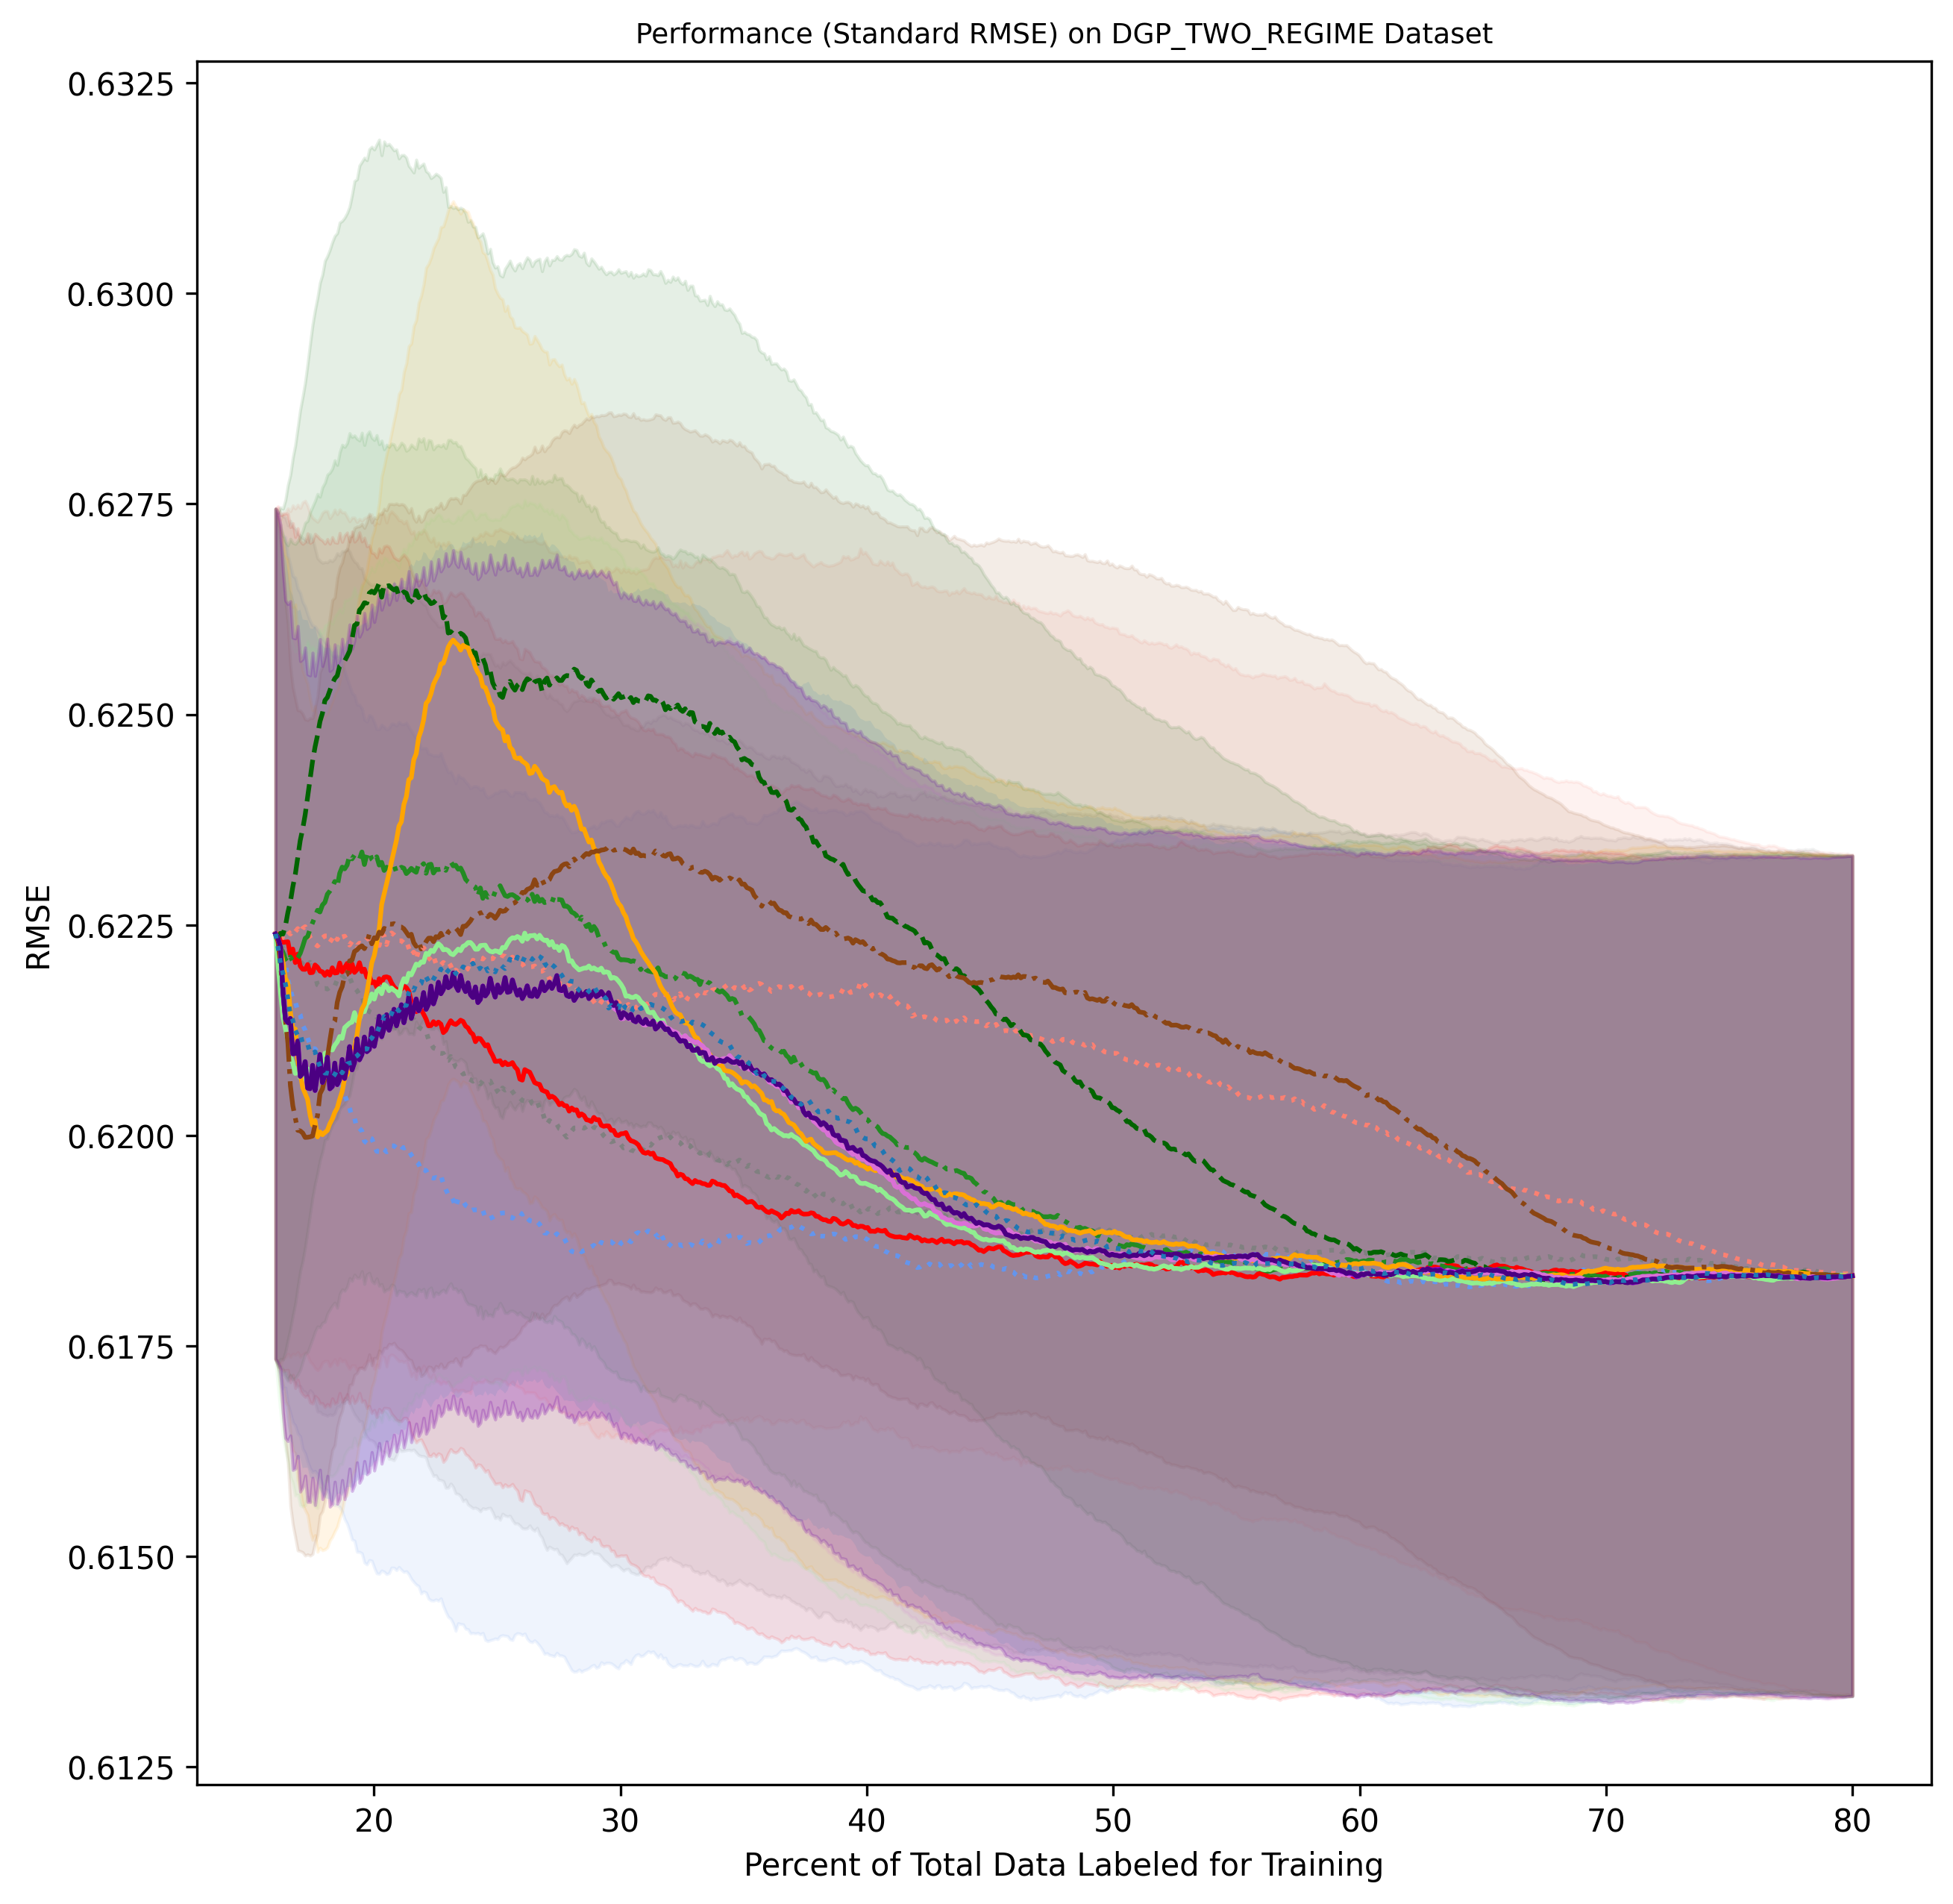 Performance (Standard RMSE) on DGP_TWO_REGIME Dataset
0.6325
0.6300
0.6275
0.6250
0.6225
0.6200
0.6175
0.6150
0.6125
RMSE
20 30 40 50 60 70 80
Percent of Total Data Labeled for Training